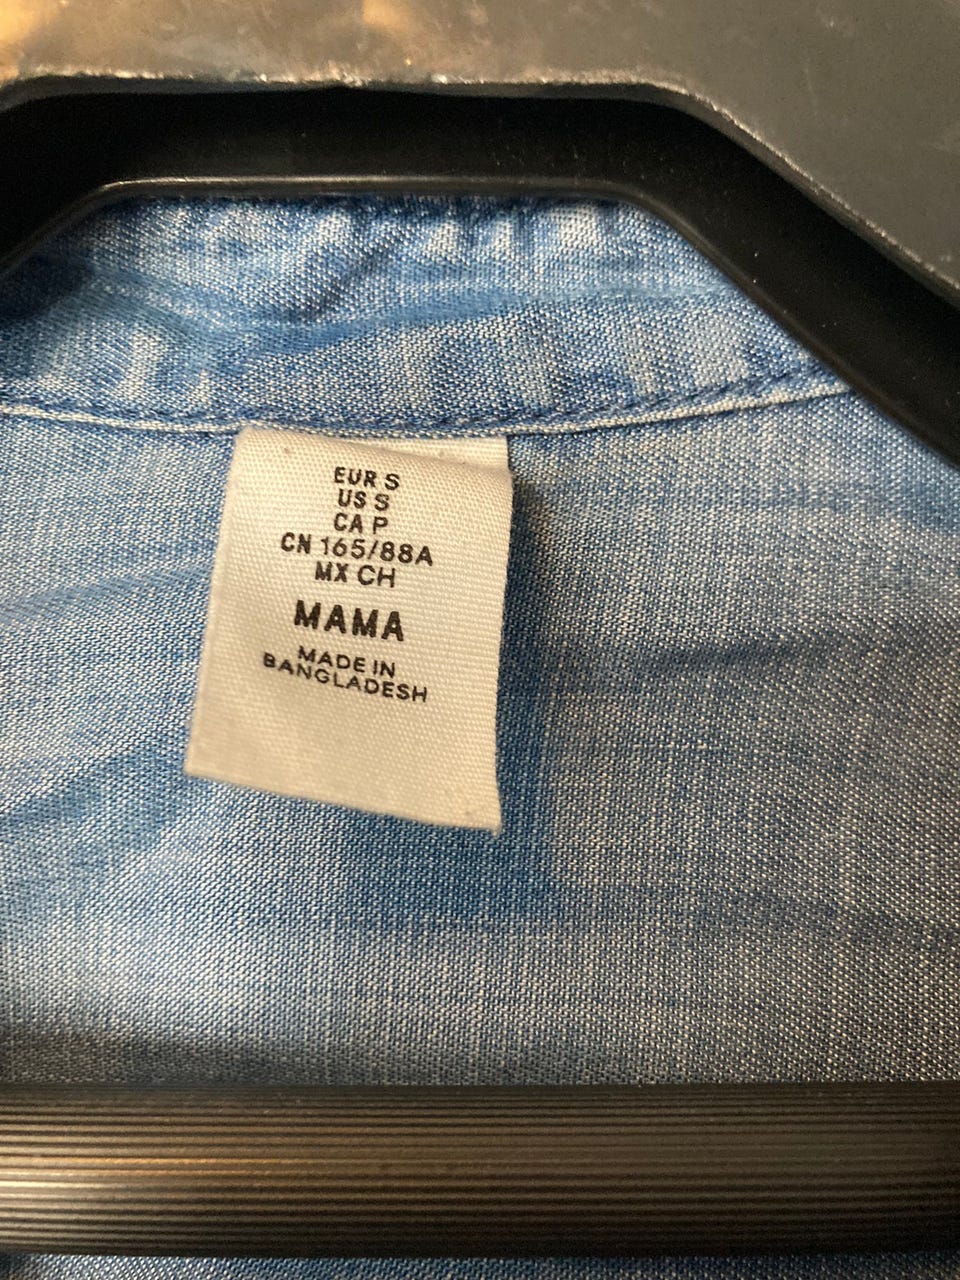 EUR S
US S
CA P
CN 165/88A
MX CH
MAMA
MADE IN
BANGLADESH